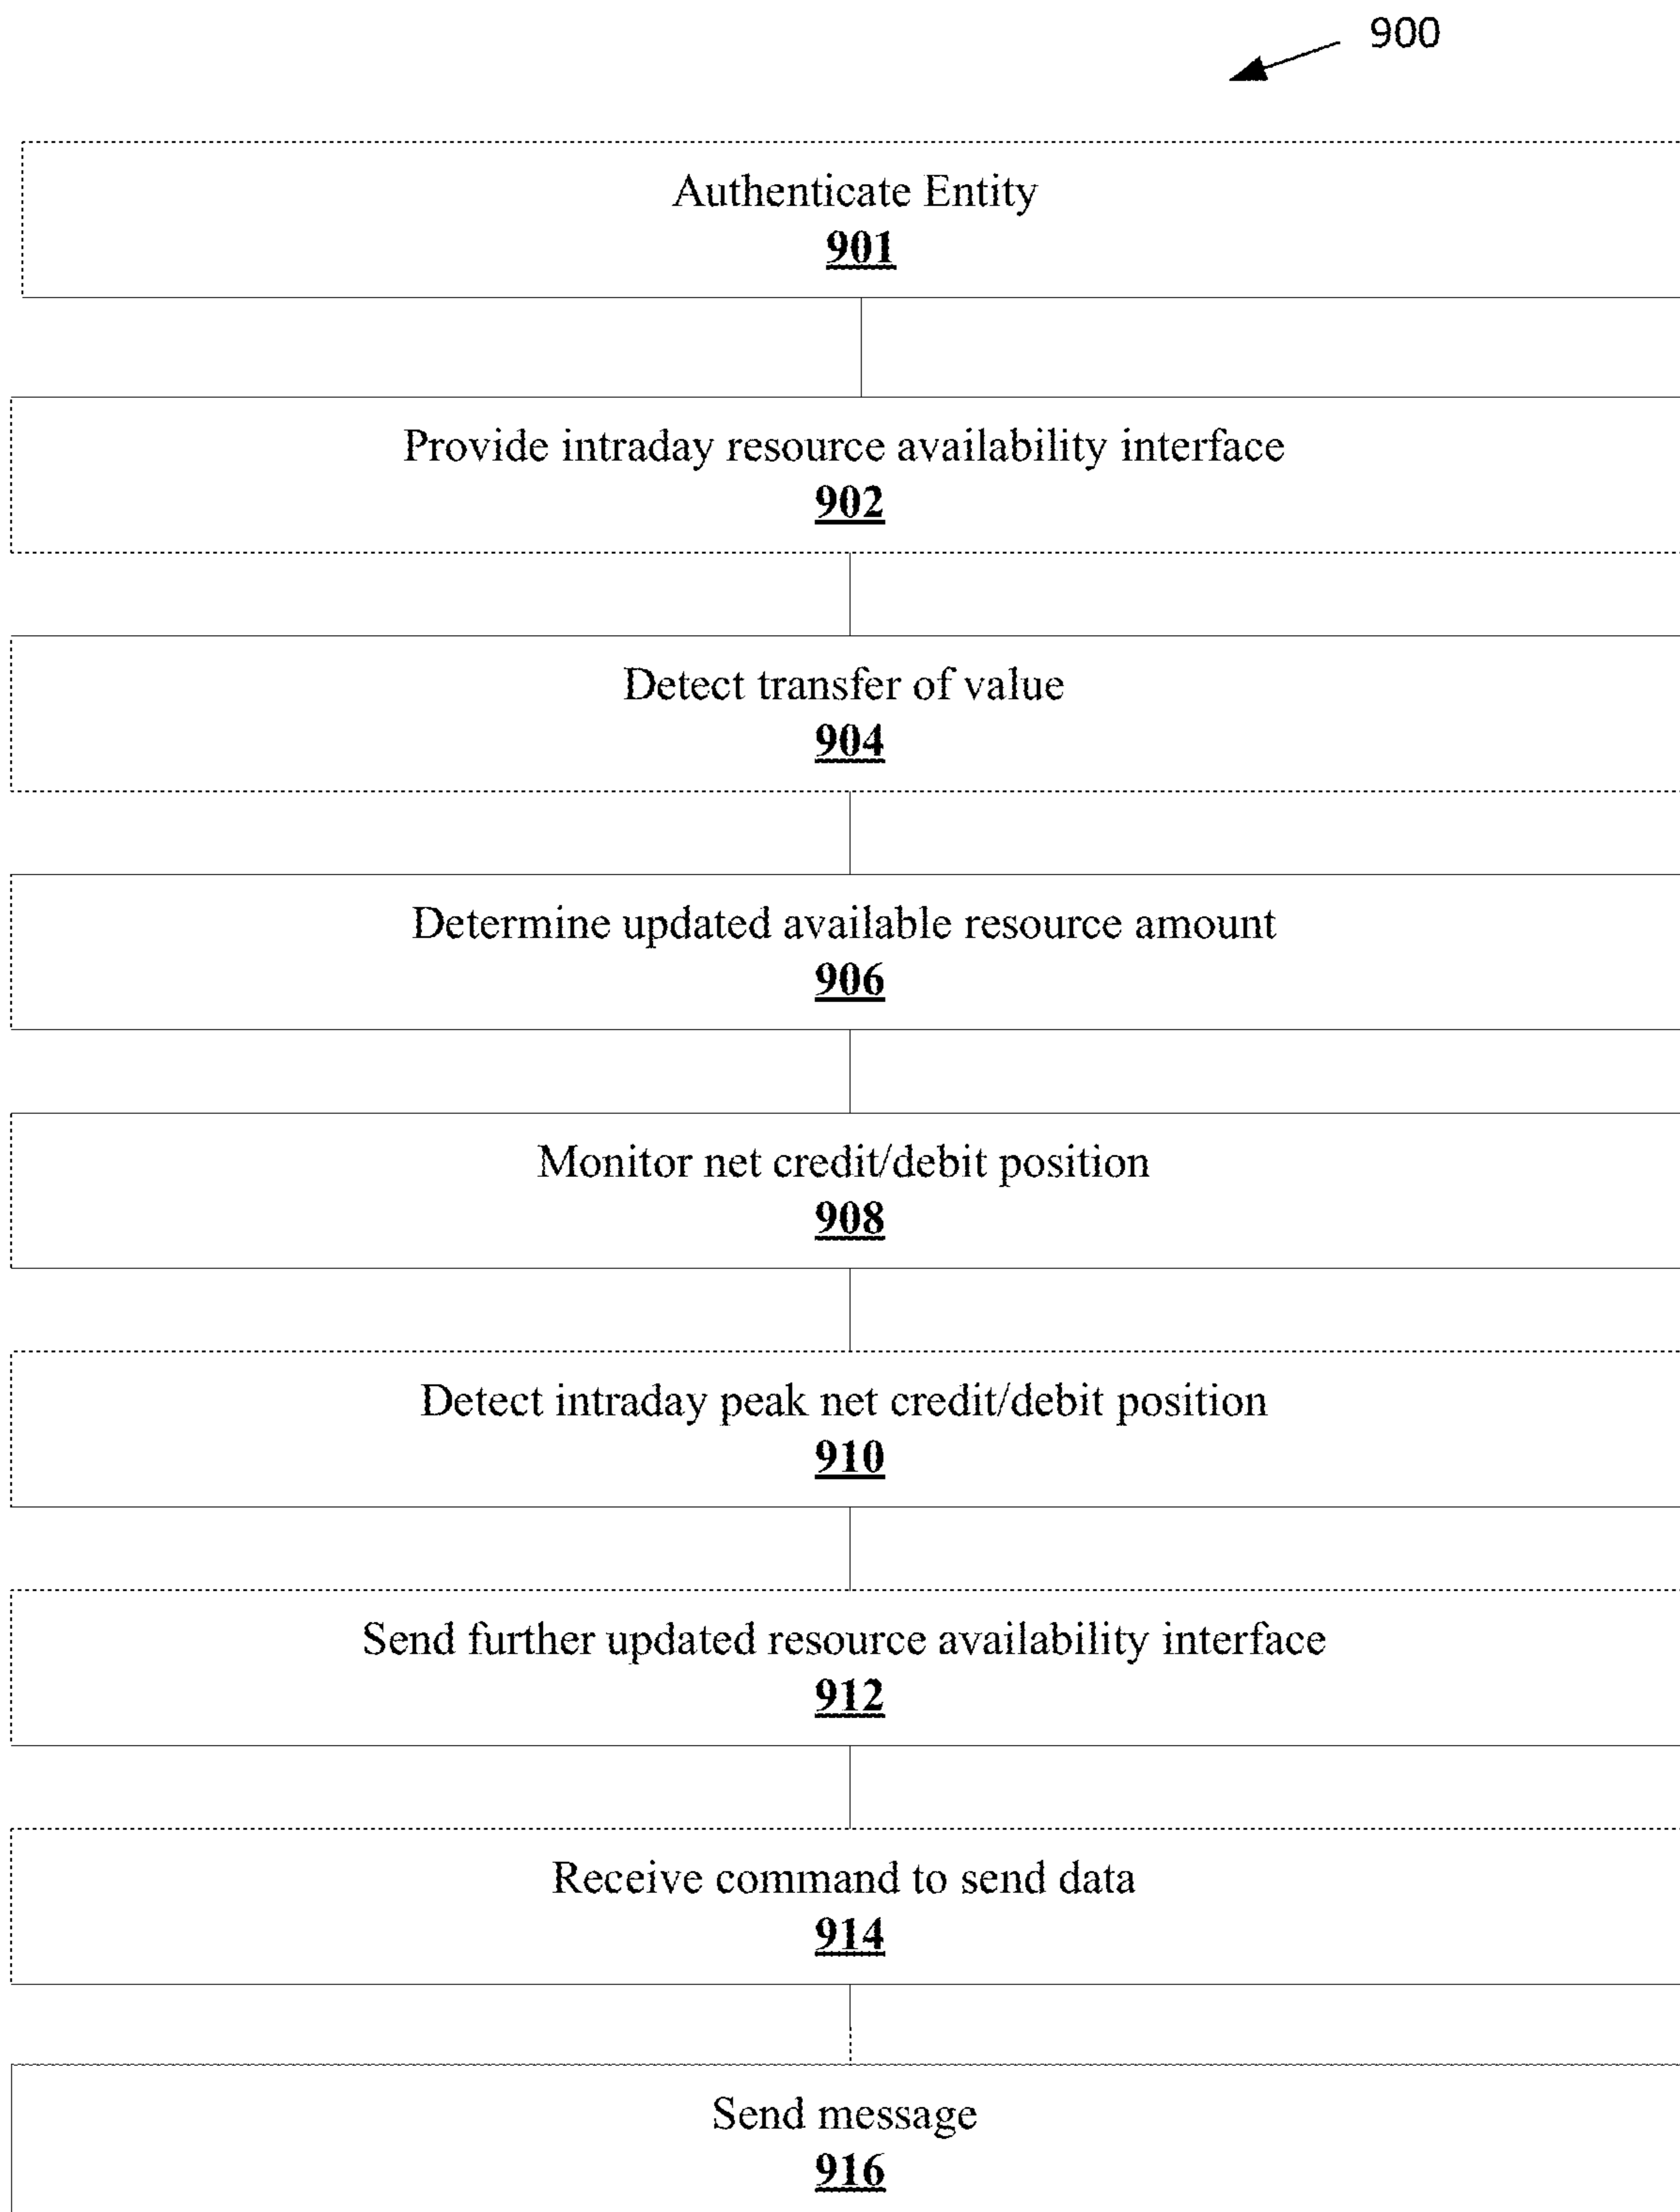 900
Authenticate Entity
901
Provide intraday resource availability interface
902
Detect transfer of value
904
Determine updated available resource amount
906
Monitor net credit/debit position
908
Detect intraday peak net credit/debit position
910
Send further updated resource availability interface
912
Receive command to send data
914
Send message
916